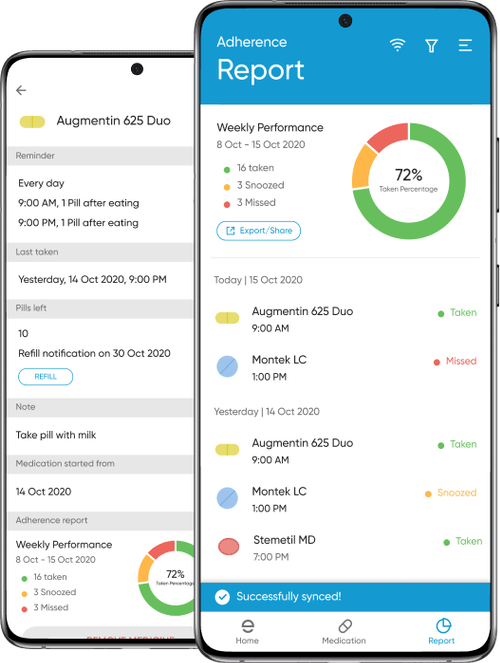 Augmentin 625 Duo
Reminder
Every day
9:00 AM, 1 Pill after eating
9:00 PM, 1 Pill after eating
Last taken
Yesterday, 14 Oct 2020, 9:00 PM
Pills left
10
Refill notification on 30 Oct 2020
REFILL
Note
Take pill with milk
Medication started from
14 Oct 2020
Adherence report
Weekly Performance
8 Oct - 15 Oct 2020
16 taken
3 Snoozed
3 Missed
72%
Taken Percentage
REMOVE MEDICINE
Adherence
Report
Weekly Performance
8 Oct - 15 Oct 2020
16 taken
3 Snoozed
3 Missed
72%
Taken Percentage
Export/Share
Today | 15 Oct 2020
Augmentin 625 Duo
9:00 AM
Taken
Montek LC
1:00 PM
Missed
Yesterday | 14 Oct 2020
Augmentin 625 Duo
9:00 AM
Taken
Montek LC
1:00 PM
Snoozed
Stemetil MD
7:00 PM
Taken
Successfully synced!
Home
Medication
Report